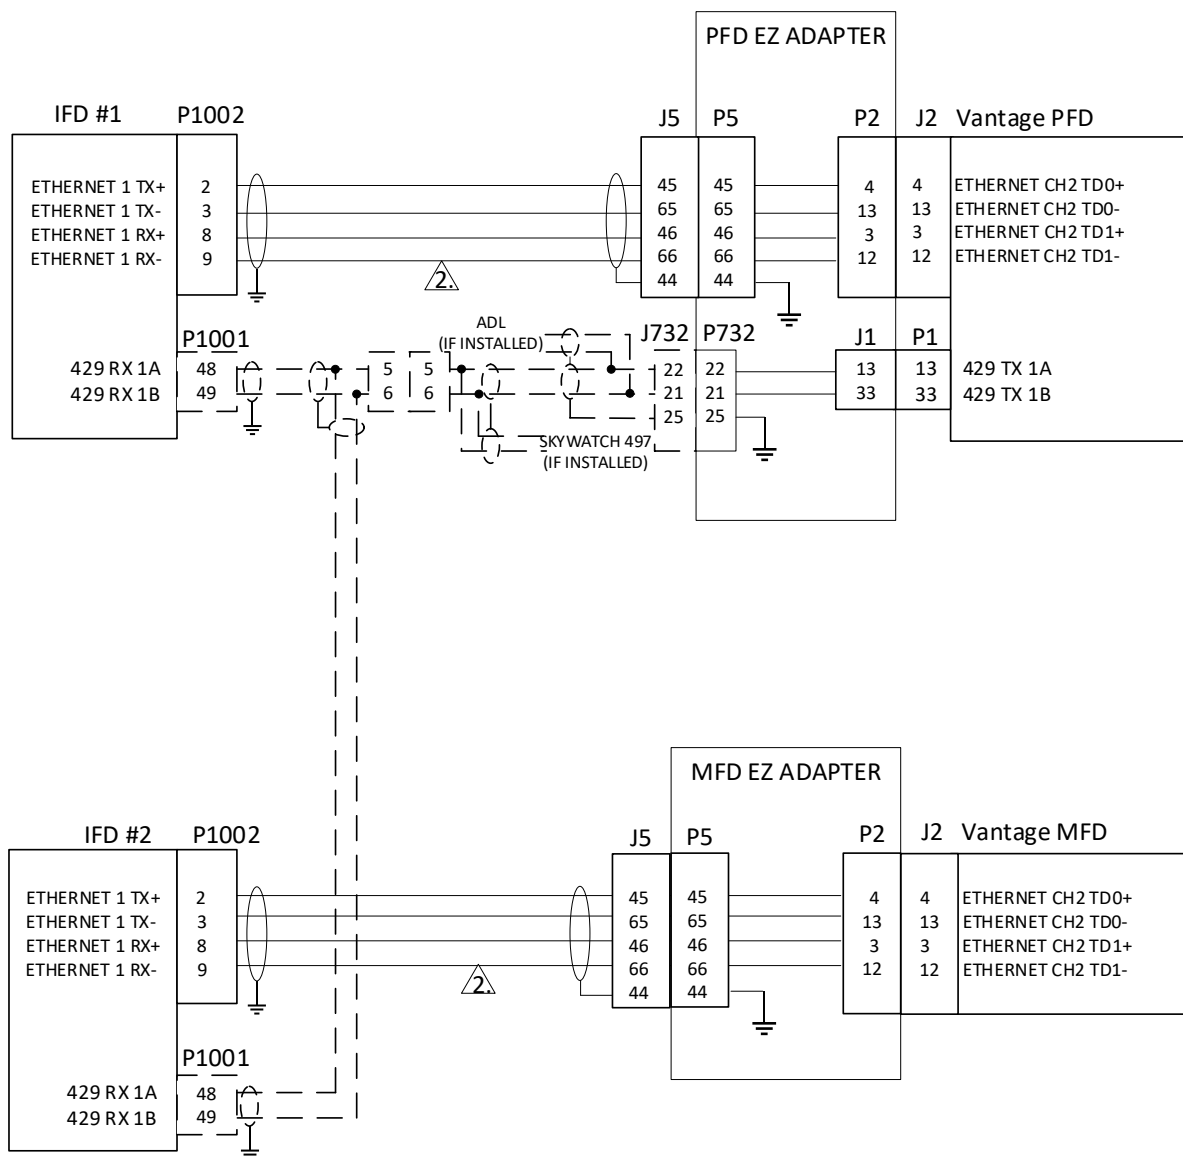 PFD EZ ADAPTER
IFD #1 P1002 J5 P5 P2 J2 Vantage PFD
ETHERNET 1 TX+ 2 45 45 4 4 ETHERNET CH2 TD0+
ETHERNET 1 TX- 3 65 65 13 13 ETHERNET CH2 TD0-
ETHERNET 1 RX+ 8 46 46 3 3 ETHERNET CH2 TD1+
ETHERNET 1 RX- 9 66 66 12 12 ETHERNET CH2 TD1-
2. 44 44
P1001 ADL J732 P732 J1 P1
(IF INSTALLED)
429 RX 1A 48 5 5 22 22 13 13 429 TX 1A
429 RX 1B 49 6 6 21 21 33 33 429 TX 1B
25 25
SKYWATCH 497
(IF INSTALLED)
MFD EZ ADAPTER
IFD #2 P1002 J5 P5 P2 J2 Vantage MFD
ETHERNET 1 TX+ 2 45 45 4 4 ETHERNET CH2 TD0+
ETHERNET 1 TX- 3 65 65 13 13 ETHERNET CH2 TD0-
ETHERNET 1 RX+ 8 46 46 3 3 ETHERNET CH2 TD1+
ETHERNET 1 RX- 9 66 66 12 12 ETHERNET CH2 TD1-
2. 44 44
P1001
429 RX 1A 48
429 RX 1B 49